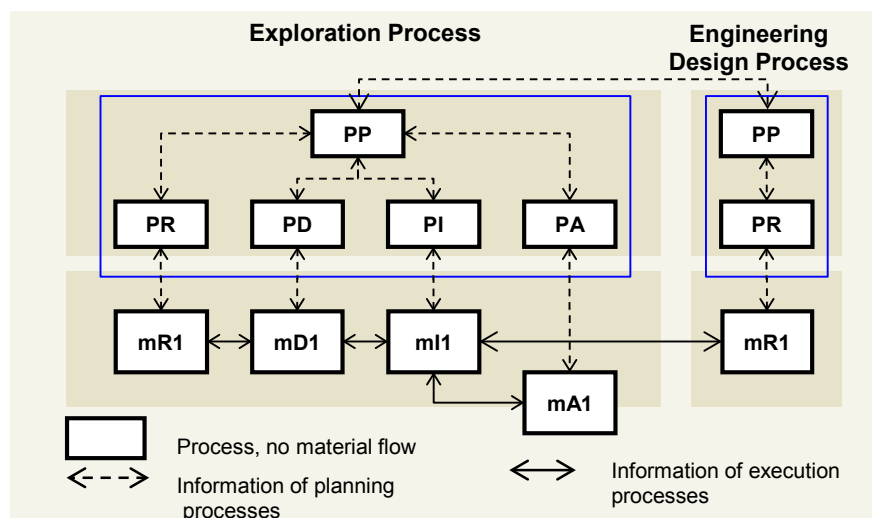 Exploration Process
Engineering
Design Process
PP
PP
PR
PD
PI
PA
PR
mR1
mD1
mI1
mR1
mA1
Process, no material flow
Information of planning
processes
Information of execution
processes